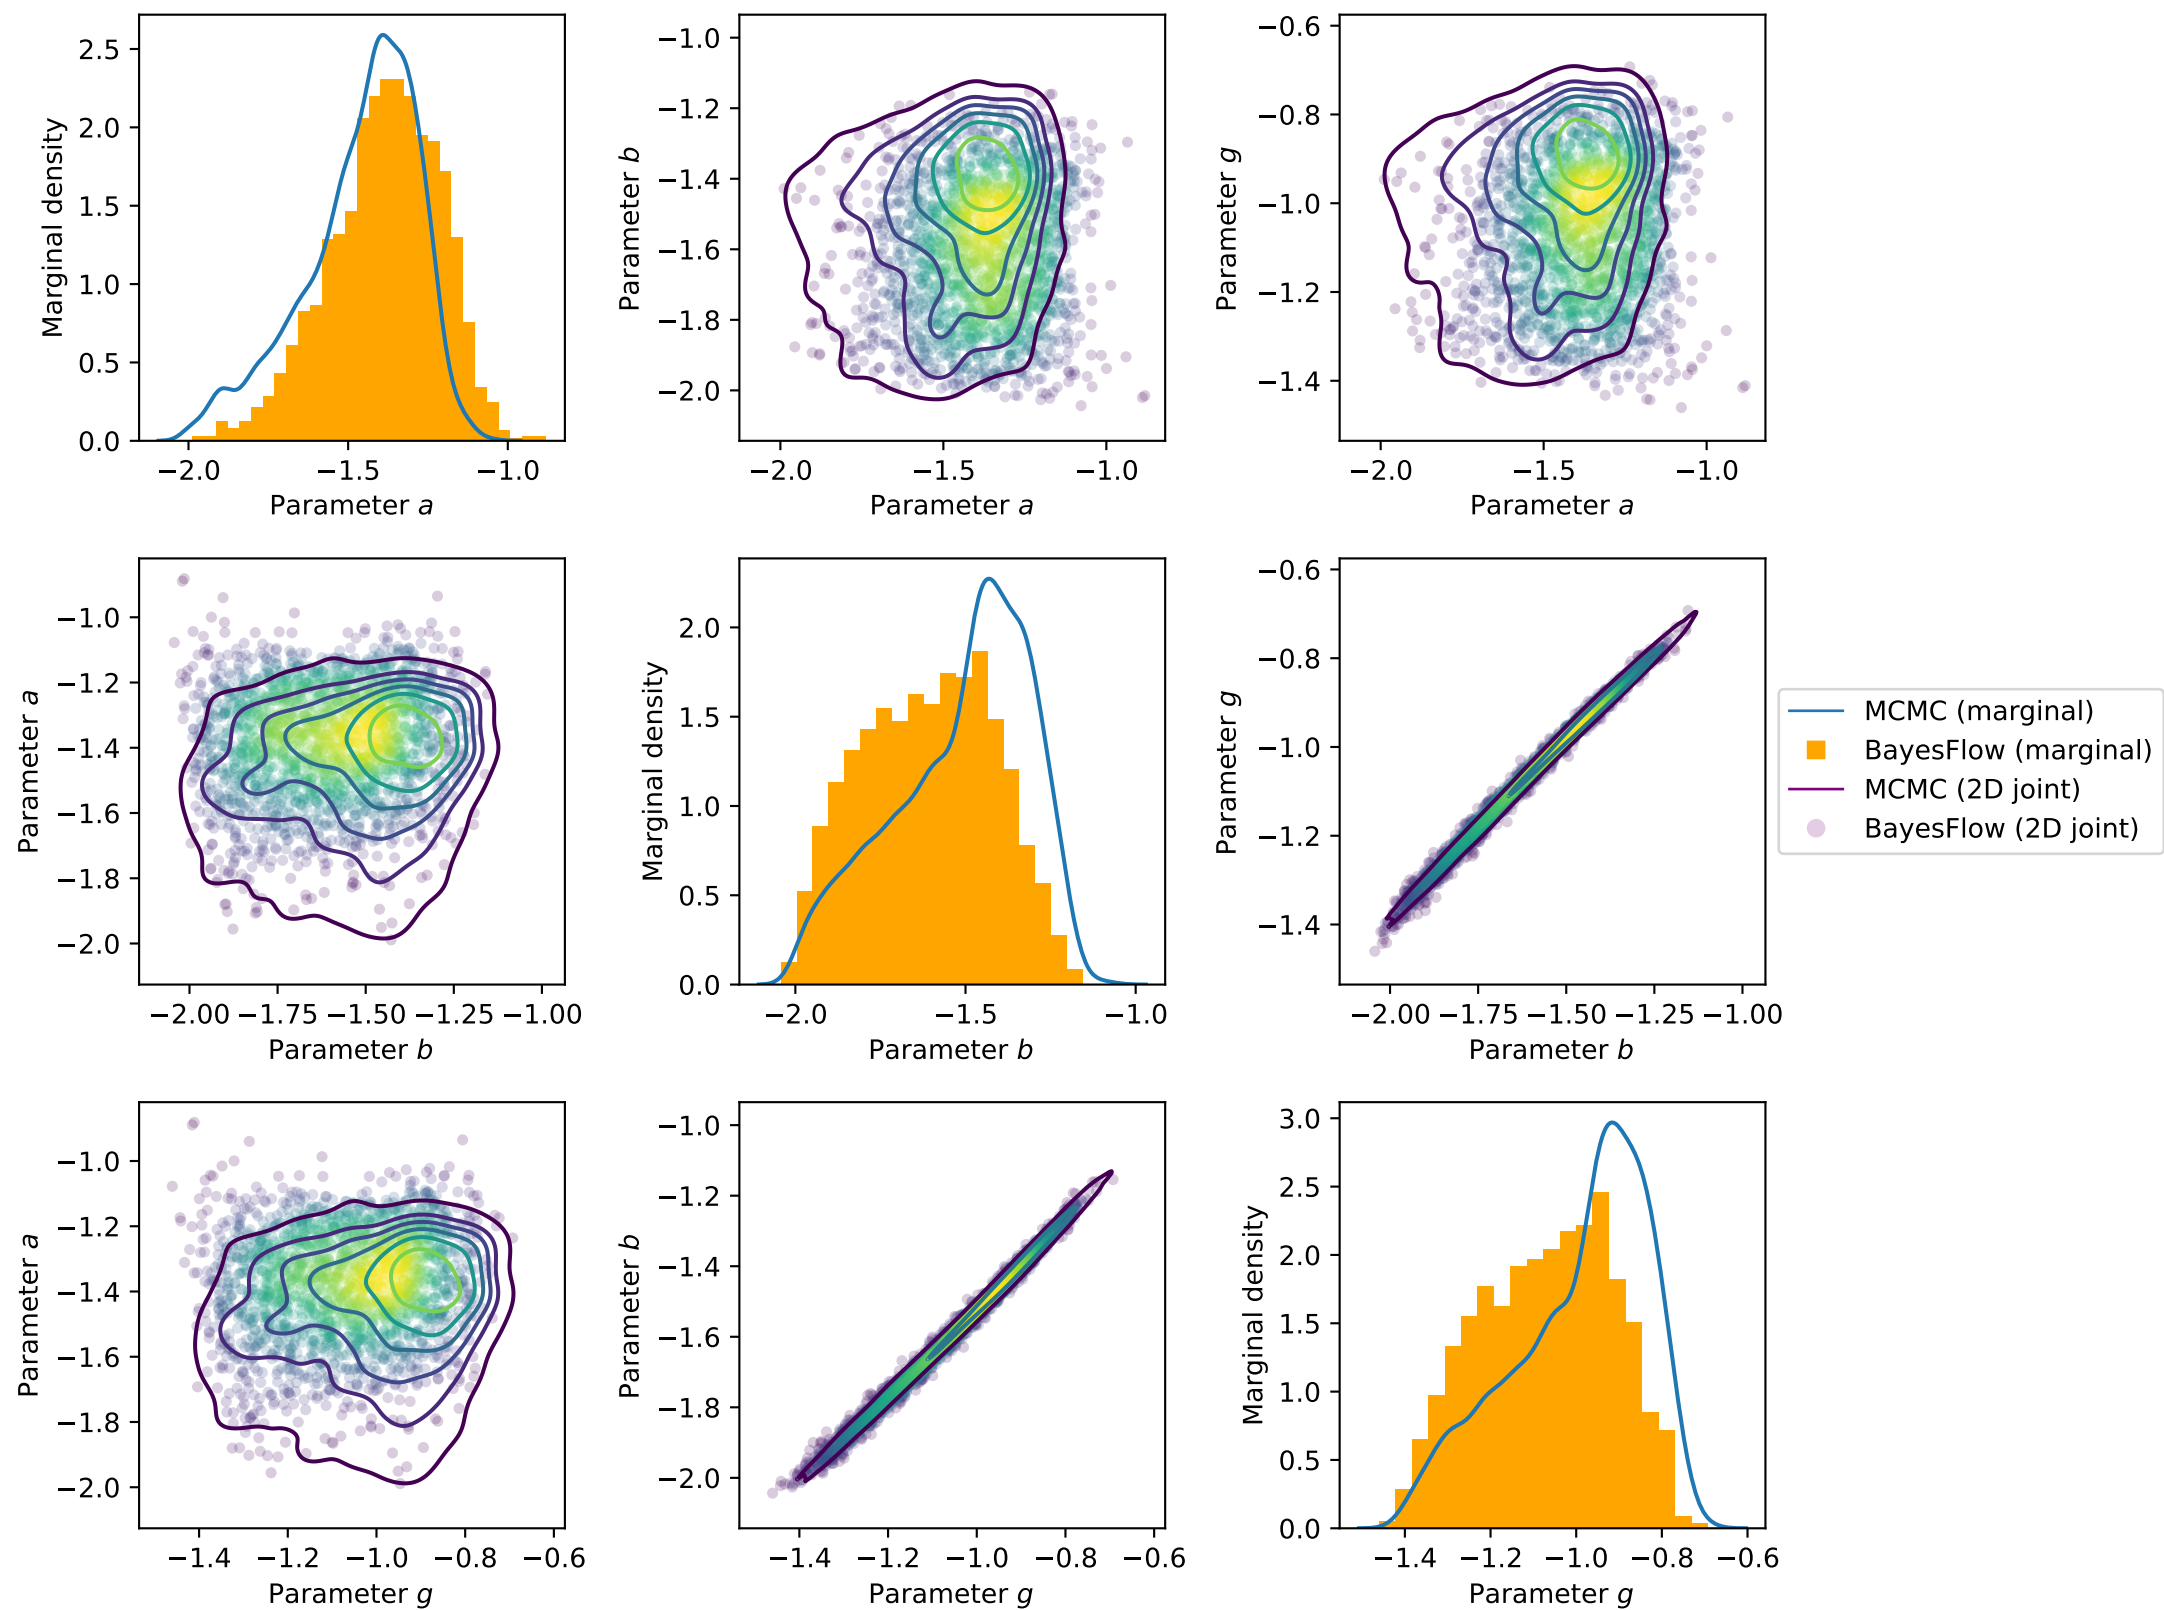 2.5
2.0
1.5
1.0
0.5
0.0
Marginal density
−2.0 −1.5 −1.0
Parameter a
−1.0
−1.2
−1.4
−1.6
−1.8
−2.0
Parameter b
−2.0 −1.5 −1.0
Parameter a
−0.6
−0.8
−1.0
−1.2
−1.4
Parameter g
−2.0 −1.5 −1.0
Parameter a
−1.0
−1.2
−1.4
−1.6
−1.8
−2.0
Parameter a
−2.00 −1.75 −1.50 −1.25 −1.00
Parameter b
2.0
1.5
1.0
0.5
0.0
Marginal density
−2.0 −1.5 −1.0
Parameter b
−0.6
−0.8
−1.0
−1.2
−1.4
Parameter g
−2.00 −1.75 −1.50 −1.25 −1.00
Parameter b
MCMC (marginal)
BayesFlow (marginal)
MCMC (2D joint)
BayesFlow (2D joint)
−1.0
−1.2
−1.4
−1.6
−1.8
−2.0
Parameter a
−1.4 −1.2 −1.0 −0.8 −0.6
Parameter g
−1.0
−1.2
−1.4
−1.6
−1.8
−2.0
Parameter b
−1.4 −1.2 −1.0 −0.8 −0.6
Parameter g
3.0
2.5
2.0
1.5
1.0
0.5
0.0
Marginal density
−1.4 −1.2 −1.0 −0.8 −0.6
Parameter g